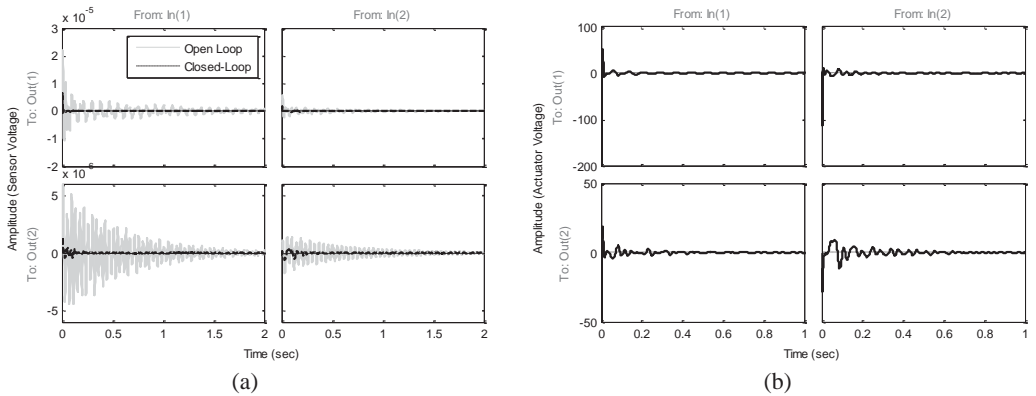 x 10⁻⁵
From: In(1)
From: In(2)
Amplitude (Sensor Voltage)
To: Out(1)
3
2
1
0
-1
-2
Open Loop
Closed-Loop
To: Out(2)
5
0
-5
0
0.5
1
1.5
2
0
0.5
1
1.5
2
Time (sec)
(a)
From: In(1)
From: In(2)
Amplitude (Actuator Voltage)
To: Out(1)
100
0
-100
-200
To: Out(2)
50
0
-50
0
0.2
0.4
0.6
0.8
1
0
0.2
0.4
0.6
0.8
1
Time (sec)
(b)